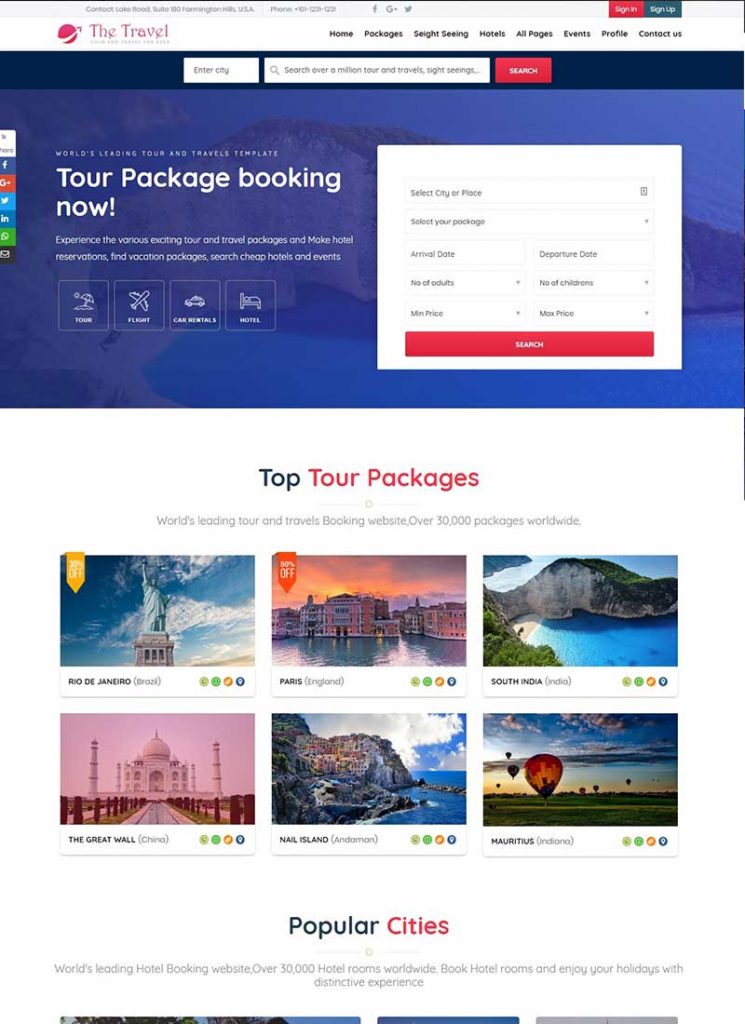 Contact: Lake Road, Suite 180 Farmington Hills, U.S.A.
Phone: +101-1231-1231
Sign In
Sign Up
The Travel
TOUR AND TRAVEL FOR EVER
Home
Packages
Seight Seeing
Hotels
All Pages
Events
Profile
Contact us
Enter city
Search over a million tour and travels, sight seeings,...
SEARCH
1k
WORLD'S LEADING TOUR AND TRAVELS TEMPLATE
Tour Package booking
now!
Experience the various exciting tour and travel packages and Make hotel
reservations, find vacation packages, search cheap hotels and events
TOUR
FLIGHT
CAR RENTALS
HOTEL
Select City or Place
Select your package
Arrival Date
Departure Date
No of adults
No of childrens
Min Price
Max Price
SEARCH
Top Tour Packages
World's leading tour and travels Booking website,Over 30,000 packages worldwide.
30%
OFF
50%
OFF
RIO DE JANEIRO (Brazil)
PARIS (England)
SOUTH INDIA (India)
THE GREAT WALL (China)
NAIL ISLAND (Andaman)
MAURITIUS (Indiana)
Popular Cities
World's leading Hotel Booking website,Over 30,000 Hotel rooms worldwide. Book Hotel rooms and enjoy your holidays with
distinctive experience